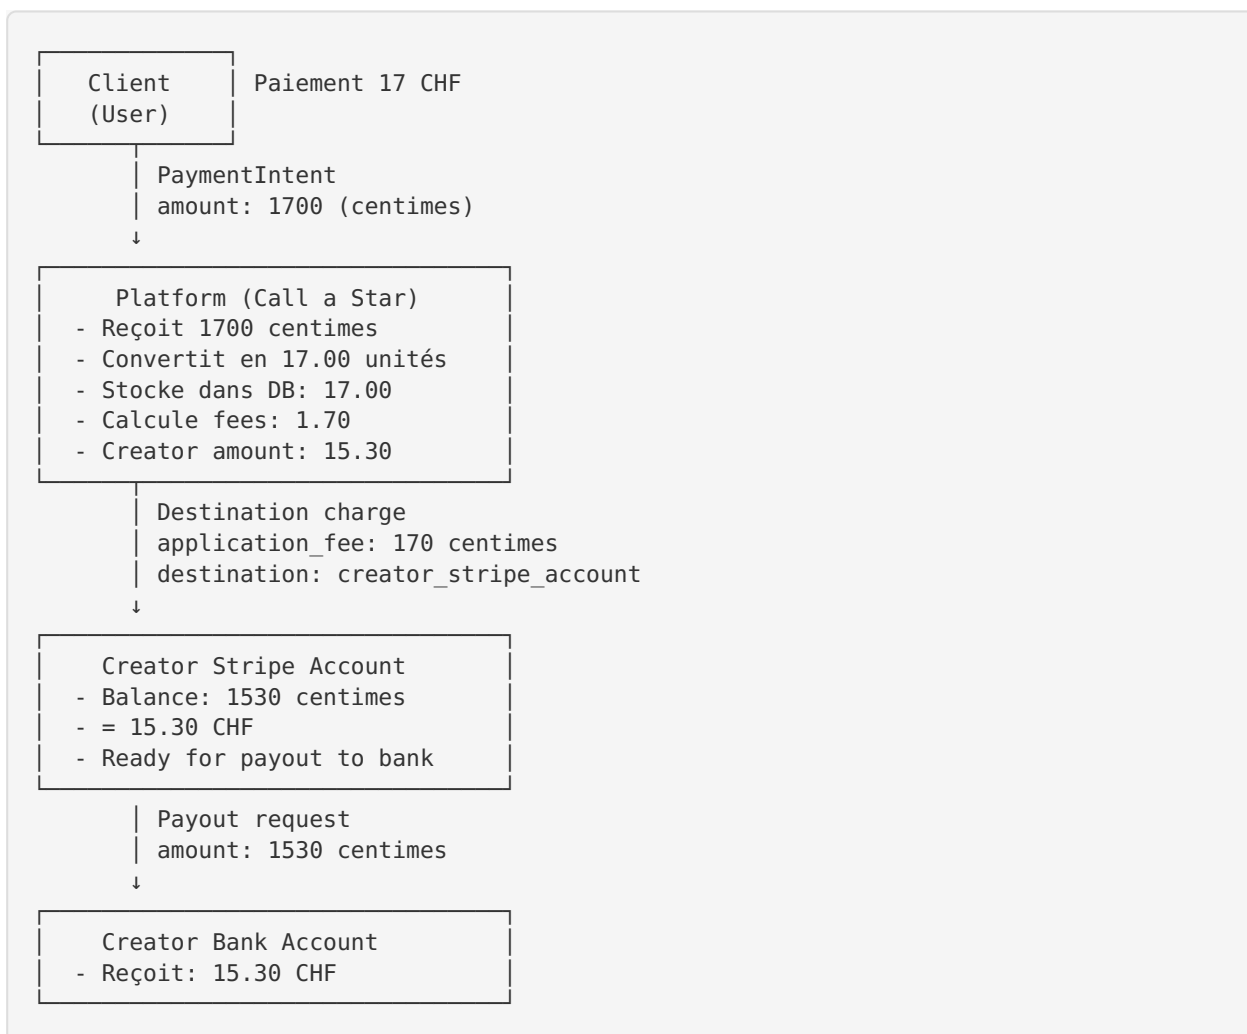 Client
Paiement 17 CHF
(User)
PaymentIntent
amount: 1700 (centimes)
↓
Platform (Call a Star)
- Reçoit 1700 centimes
- Convertit en 17.00 unités
- Stocke dans DB: 17.00
- Calcule fees: 1.70
- Creator amount: 15.30
Destination charge
application_fee: 170 centimes
destination: creator_stripe_account
↓
Creator Stripe Account
- Balance: 1530 centimes
- = 15.30 CHF
- Ready for payout to bank
Payout request
amount: 1530 centimes
↓
Creator Bank Account
- Reçoit: 15.30 CHF